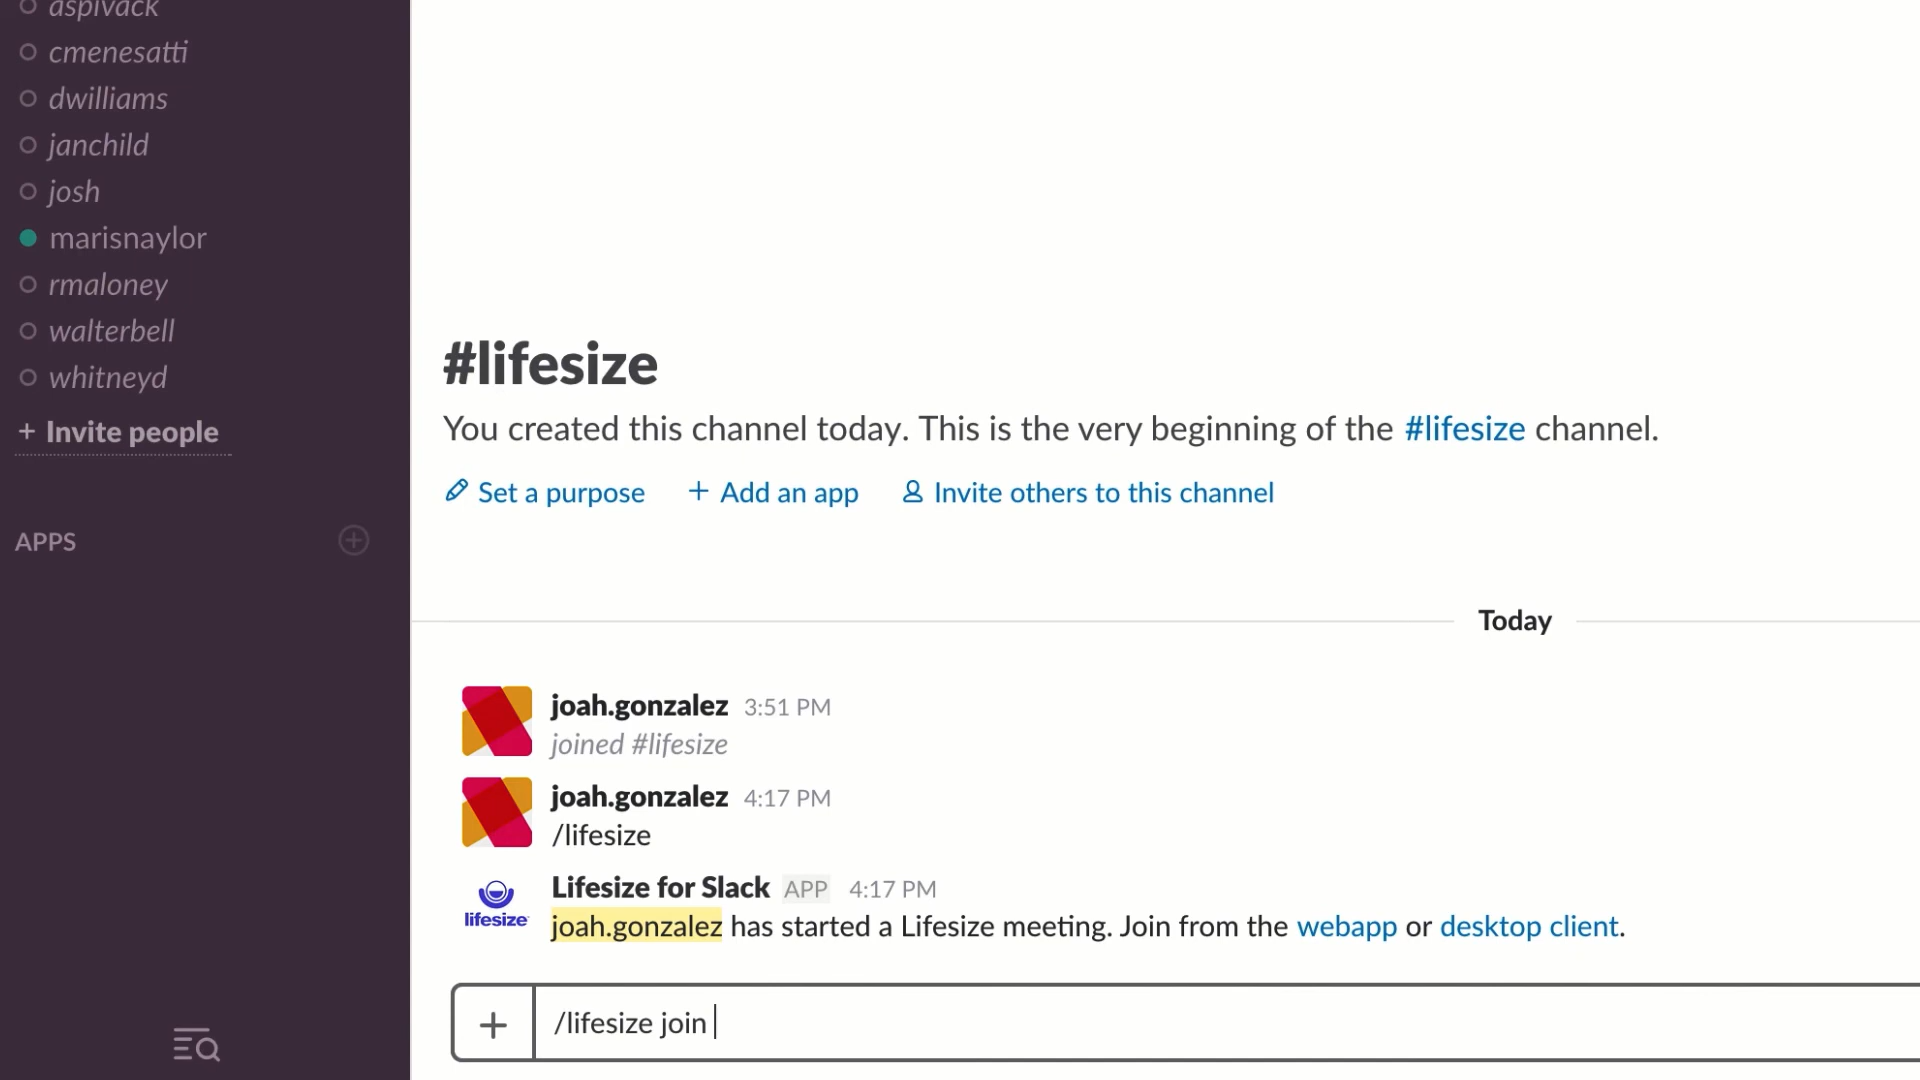 aspivack
cmenesatti
dwilliams
janchild
josh
marisnaylor
rmaloney
walterbell
whitneyd
+ Invite people
APPS
#lifesize
You created this channel today. This is the very beginning of the #lifesize channel.
Set a purpose + Add an app Invite others to this channel
Today
joah.gonzalez 3:51 PM
joined #lifesize
joah.gonzalez 4:17 PM
/lifesize
Lifesize for Slack APP 4:17 PM
lifesize
joah.gonzalez has started a Lifesize meeting. Join from the webapp or desktop client.
+ /lifesize join